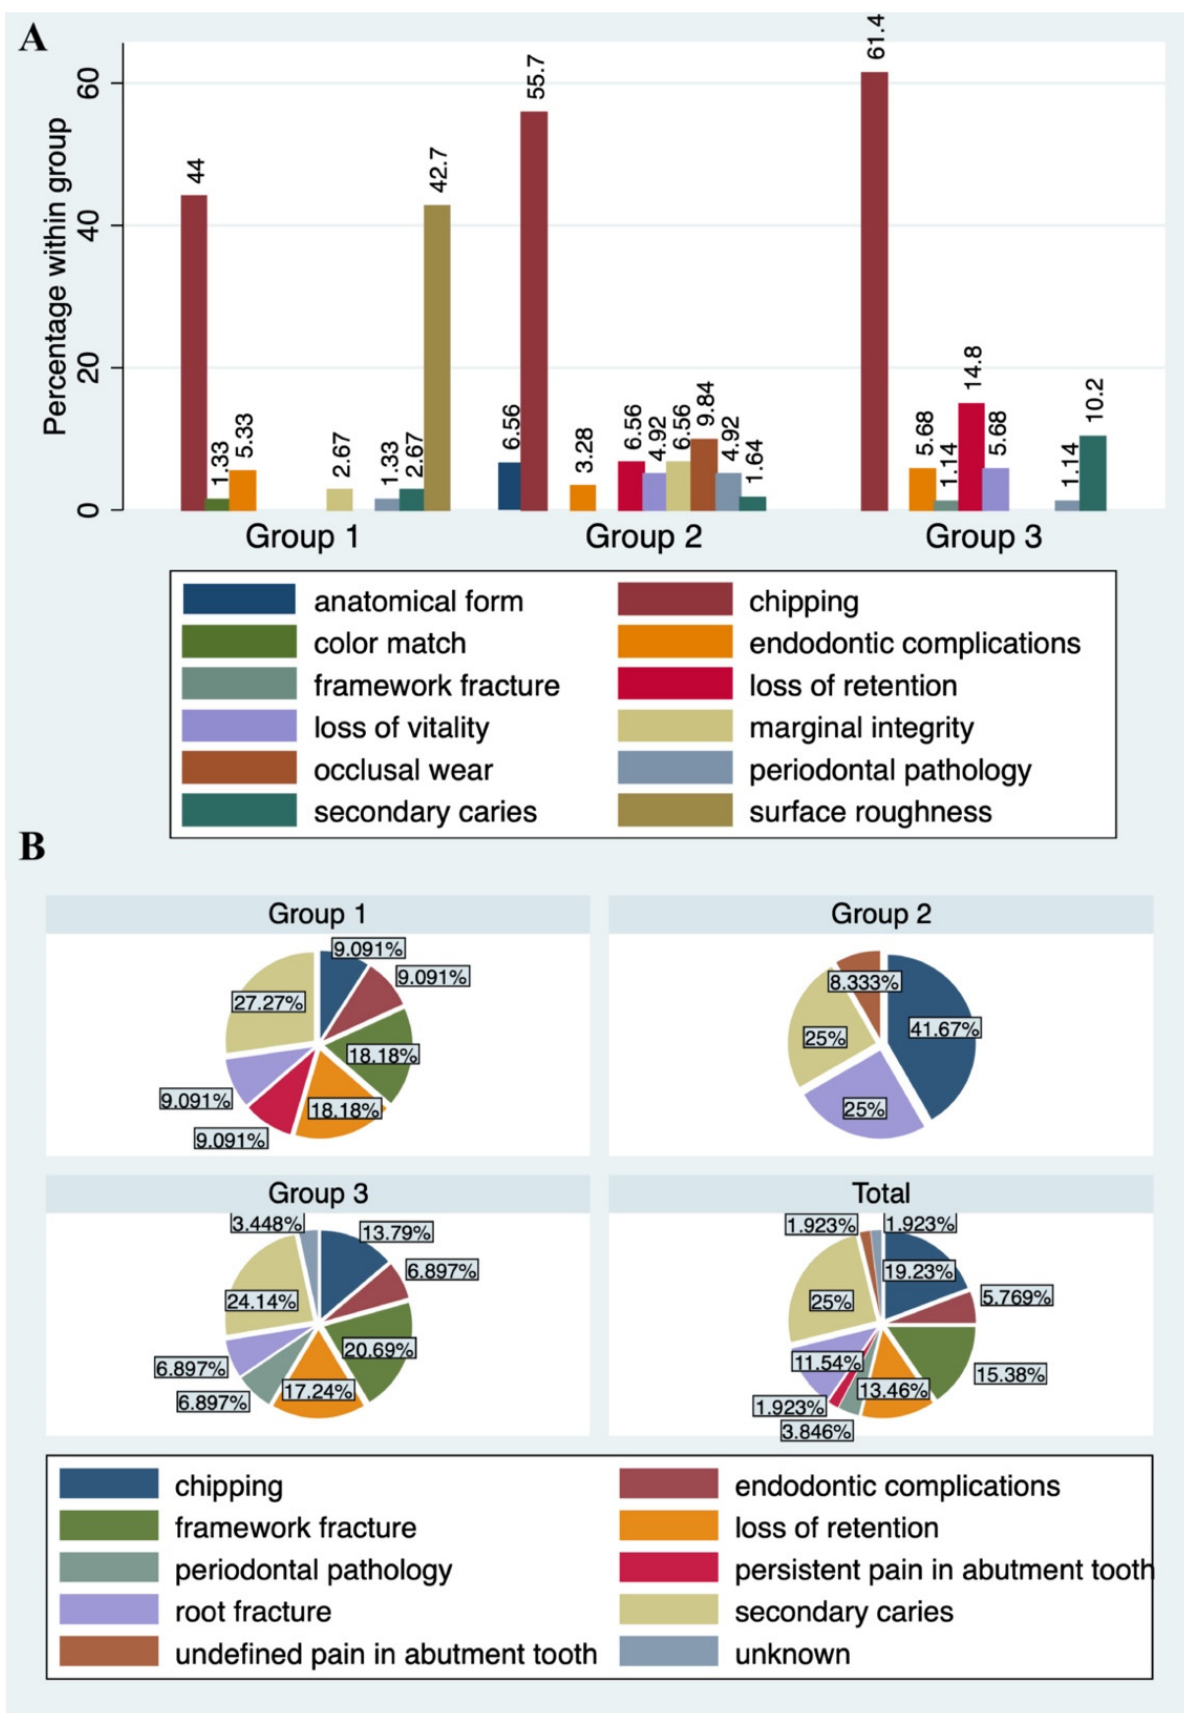 A
Percentage within group
60
40
20
0
44
1.33
5.33
2.67
1.33
2.67
42.7
6.56
55.7
3.28
6.56
4.92
6.56
9.84
4.92
1.64
61.4
5.68
1.14
14.8
5.68
1.14
10.2
Group 1 Group 2 Group 3
anatomical form chipping
color match endodontic complications
framework fracture loss of retention
loss of vitality marginal integrity
occlusal wear periodontal pathology
secondary caries surface roughness
B
Group 1
9.091%
9.091%
27.27%
18.18%
9.091%
18.18%
9.091%
Group 2
8.333%
41.67%
25%
25%
Group 3
3.448%
13.79%
6.897%
24.14%
20.69%
6.897%
17.24%
6.897%
Total
1.923%
1.923%
19.23%
25%
5.769%
11.54%
15.38%
13.46%
1.923%
3.846%
chipping endodontic complications
framework fracture loss of retention
periodontal pathology persistent pain in abutment tooth
root fracture secondary caries
undefined pain in abutment tooth unknown